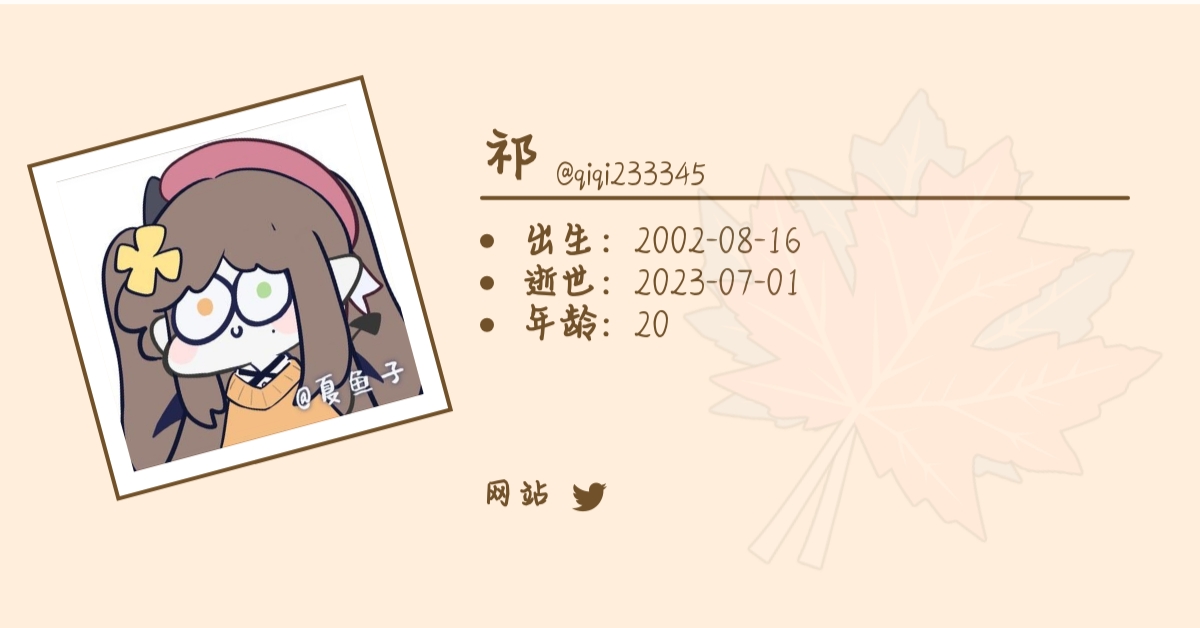 祁 @qiqi233345
• 出生：2002-08-16
• 逝世：2023-07-01
• 年龄：20
@夏鱼子
网站